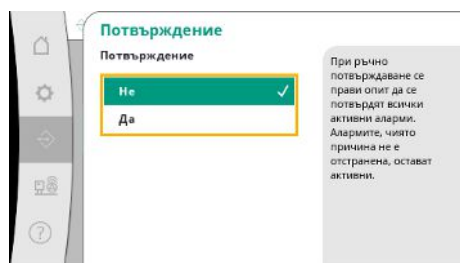 Потвърждение
Потвърждение
Не
Да
При ръчно
потвърждаване се
прави опит да се
потвърдят всички
активни аларми.
Алармите, чиято
причина не е
отстранена, остават
активни.